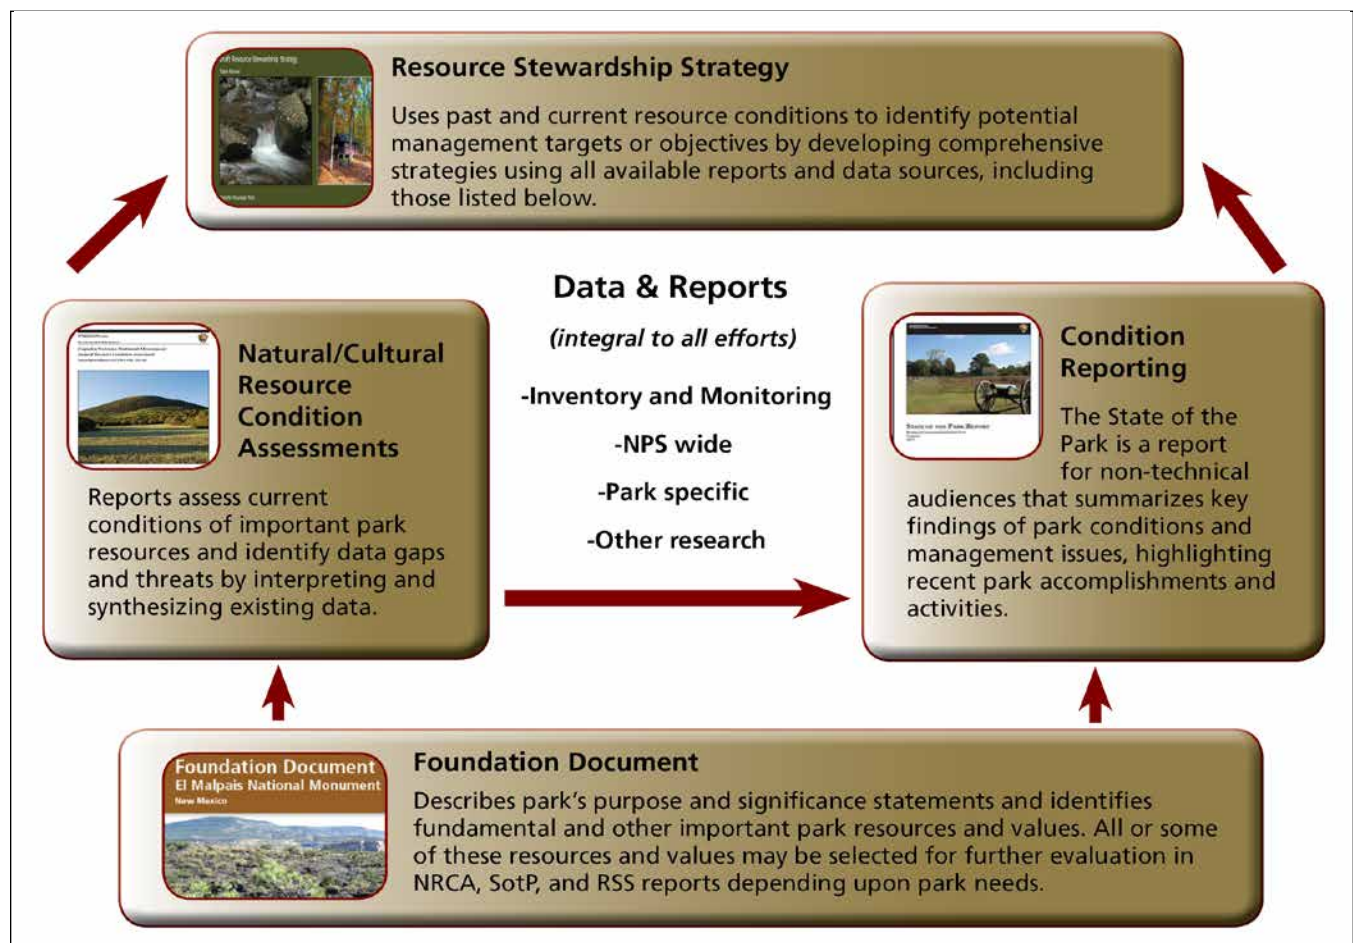 Resource Stewardship Strategy
Uses past and current resource conditions to identify potential
management targets or objectives by developing comprehensive
strategies using all available reports and data sources, including
those listed below.
Data & Reports
(integral to all efforts)
-Inventory and Monitoring
-NPS wide
-Park specific
-Other research
Natural/Cultural
Resource
Condition
Assessments
Reports assess current
conditions of important park
resources and identify data gaps
and threats by interpreting and
synthesizing existing data.
Condition
Reporting
STATE OF THE PARK REPORT
The State of the
Park is a report
for non-technical
audiences that summarizes key
findings of park conditions and
management issues, highlighting
recent park accomplishments and
activities.
Foundation Document
El Malpais National Monument
New Mexico
Foundation Document
Describes park's purpose and significance statements and identifies
fundamental and other important park resources and values. All or some
of these resources and values may be selected for further evaluation in
NRCA, SotP, and RSS reports depending upon park needs.